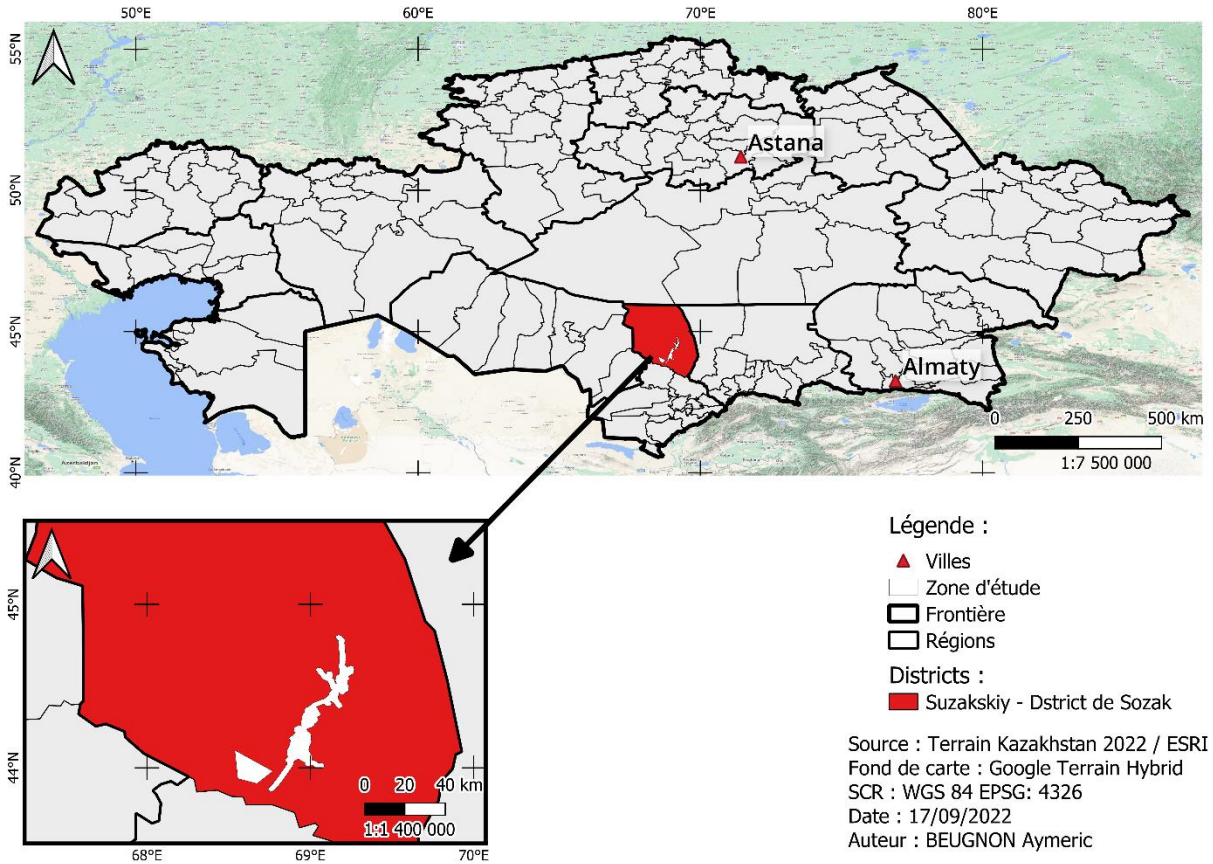 50°E
60°E
70°E
80°E
55°N
50°N
45°N
40°N
Astana
Almaty
0 250 500 km
1:7 500 000
45°N
44°N
0 20 40 km
1:1 400 000
68°E
69°E
70°E
Légende :
Villes
Zone d'étude
Frontière
Régions
Districts :
Suzakskiy - Dstrict de Sozak
Source : Terrain Kazakhstan 2022 / ESRI
Fond de carte : Google Terrain Hybrid
SCR : WGS 84 EPSG: 4326
Date : 17/09/2022
Auteur : BEUGNON Aymeric